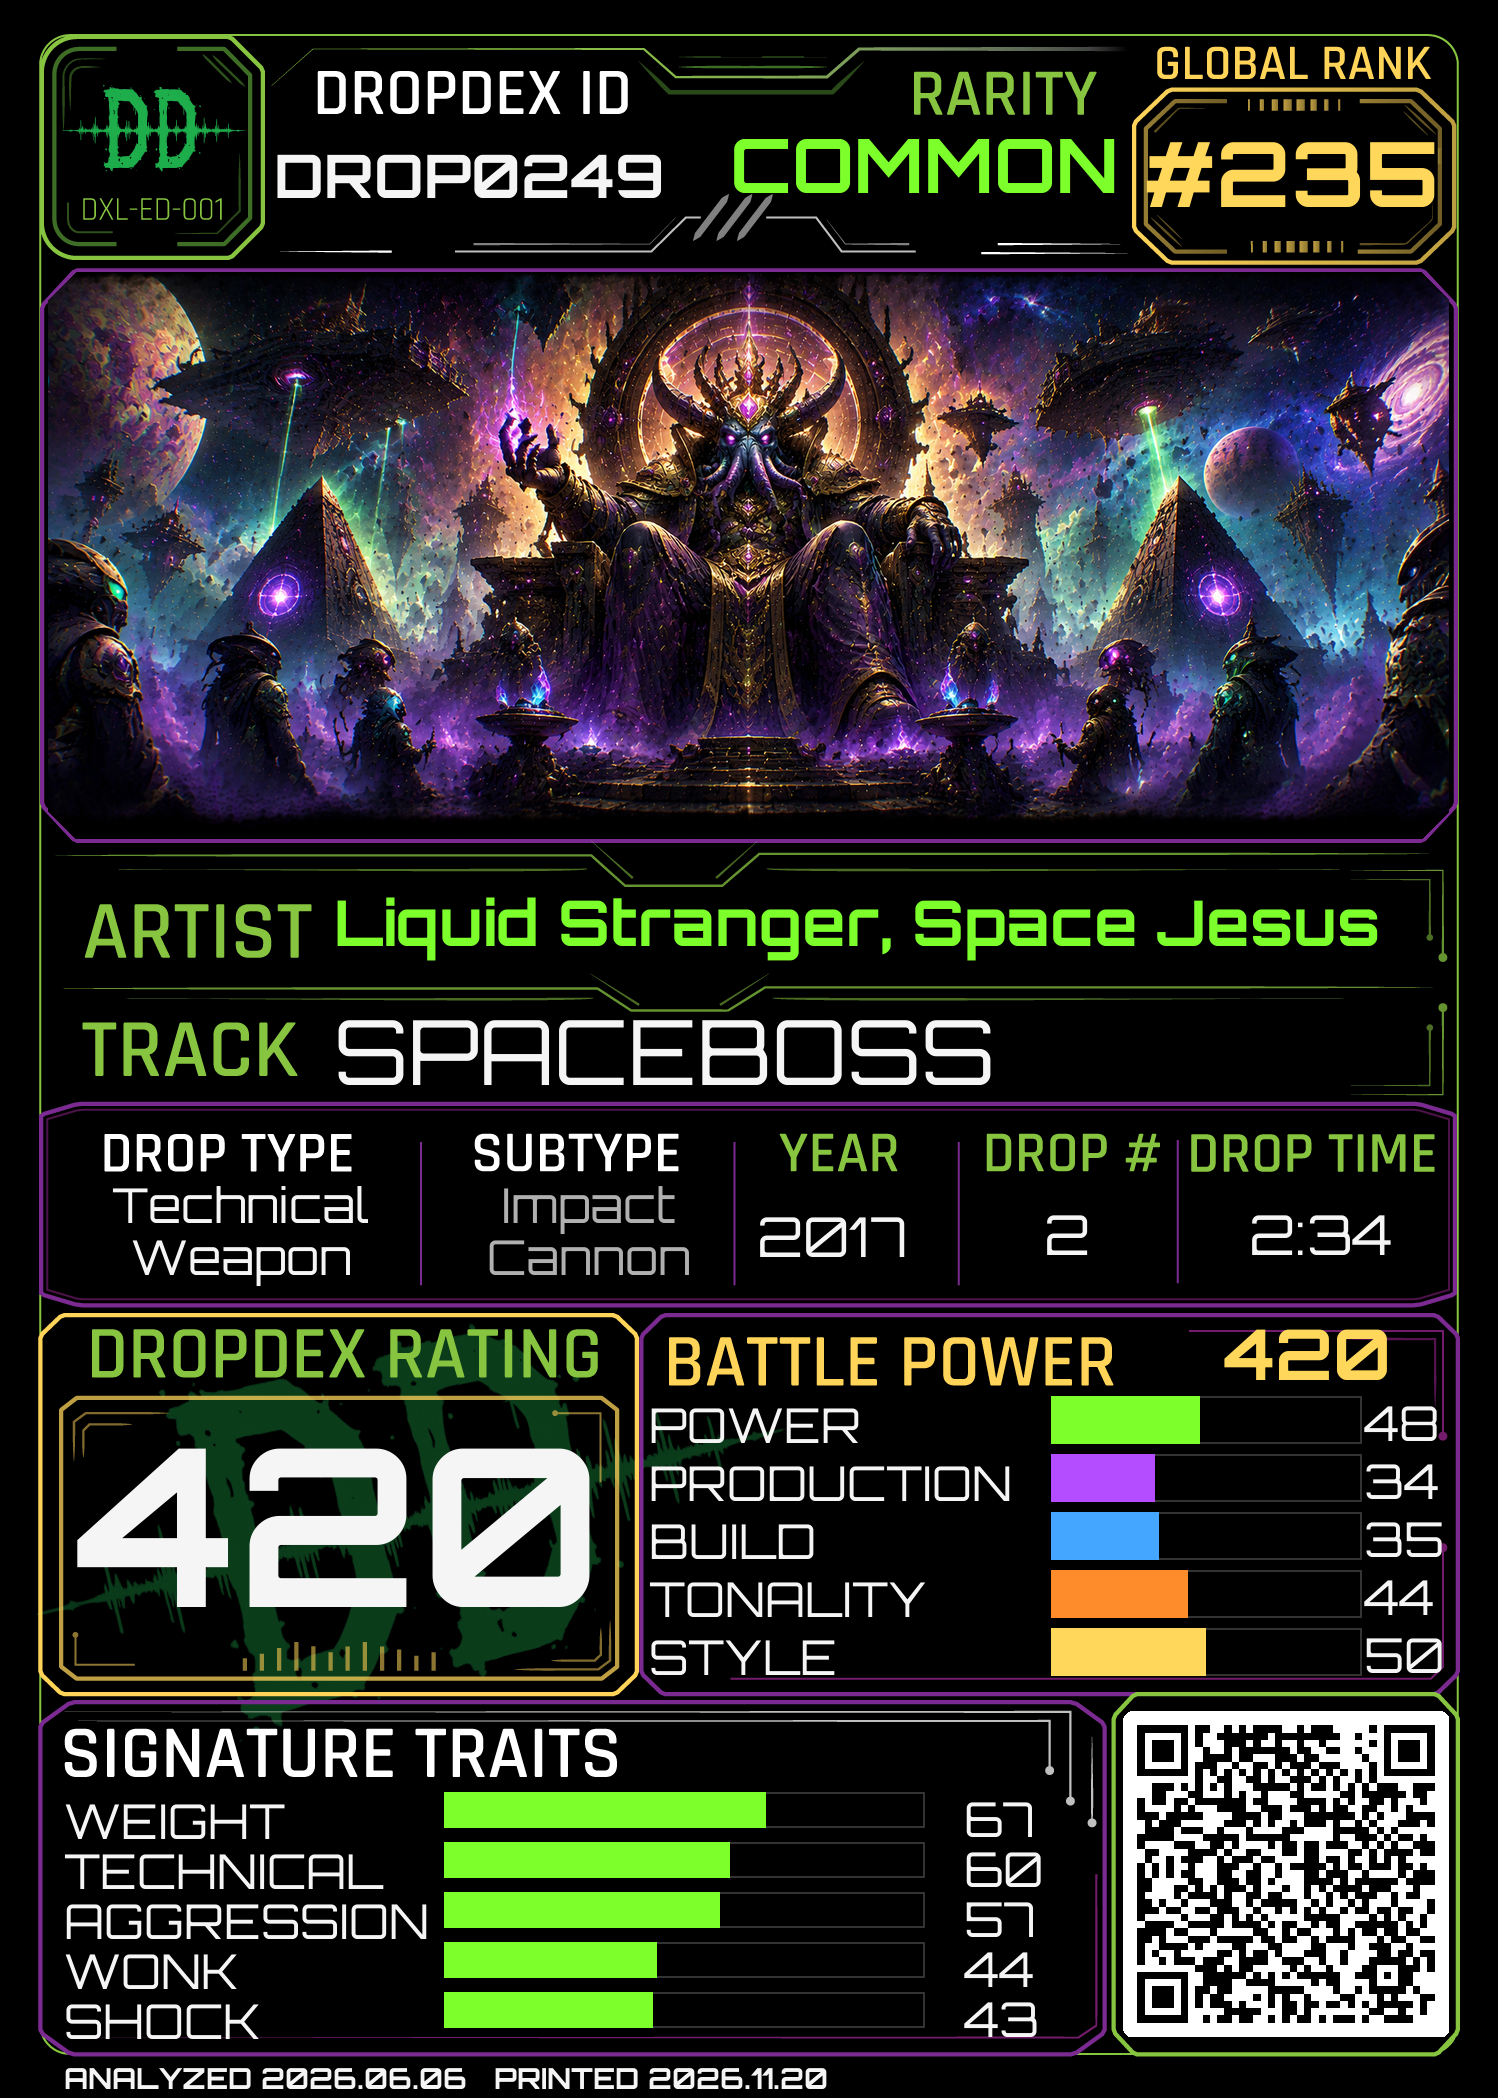 DD
DXL-ED-001
DROPDEX ID
DROP0249
RARITY
COMMON
GLOBAL RANK
#235
ARTIST Liquid Stranger, Space Jesus
TRACK SPACEBOSS
DROP TYPE
Technical
Weapon
SUBTYPE
Impact
Cannon
YEAR
2017
DROP #
2
DROP TIME
2:34
DROPDEX RATING
420
BATTLE POWER 420
POWER 48
PRODUCTION 34
BUILD 35
TONALITY 44
STYLE 50
SIGNATURE TRAITS
WEIGHT 67
TECHNICAL 60
AGGRESSION 57
WONK 44
SHOCK 43
ANALYZED 2026.06.06 PRINTED 2026.11.20